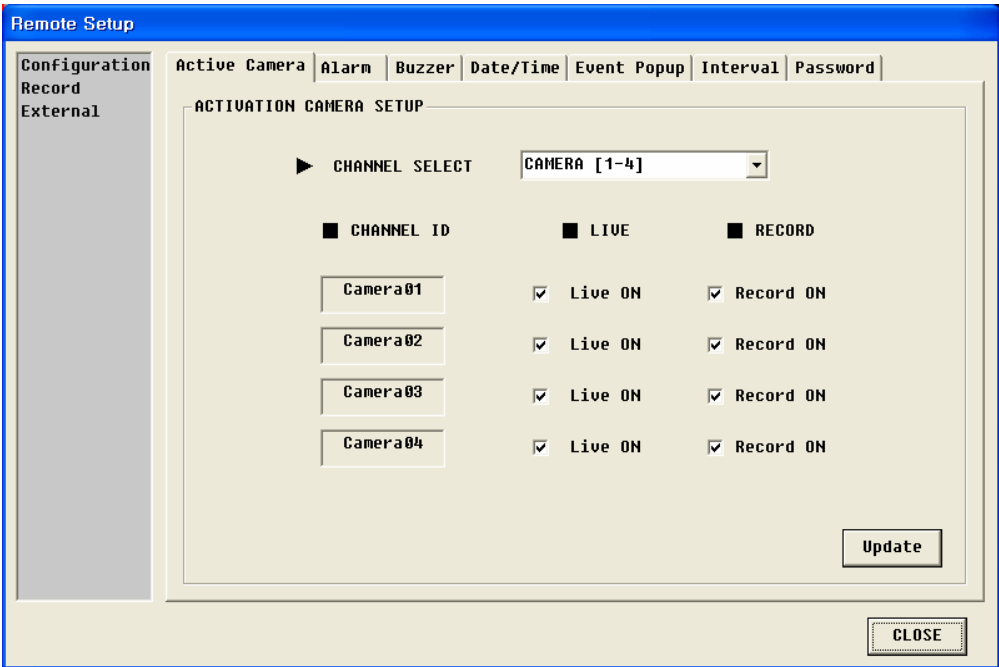 Remote Setup
Configuration
Record
External
Active Camera Alarm Buzzer Date/Time Event Popup Interval Password
ACTIVATION CAMERA SETUP
CHANNEL SELECT CAMERA [1-4]
CHANNEL ID LIVE RECORD
Camera01 Live ON Record ON
Camera02 Live ON Record ON
Camera03 Live ON Record ON
Camera04 Live ON Record ON
Update
CLOSE